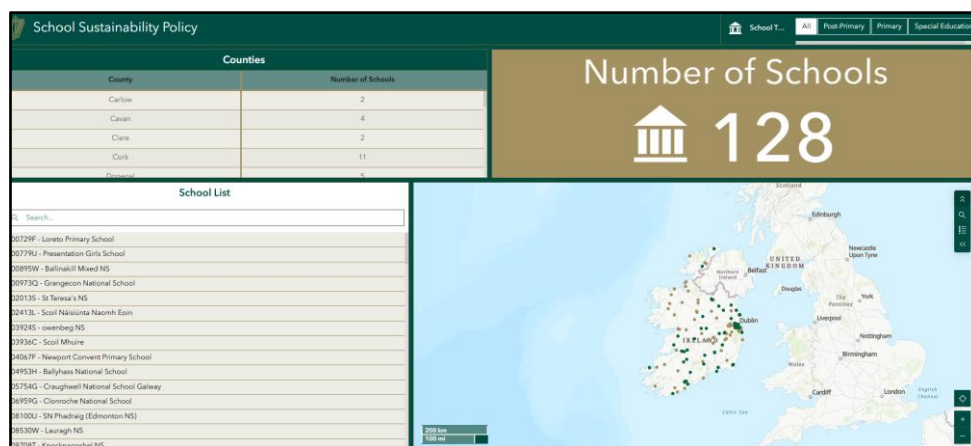 School Sustainability Policy
School T...
All
Post-Primary
Primary
Special Education
Counties
County Number of Schools
Carlow 2
Cavan 4
Clare 2
Cork 11
Donegal 5
Number of Schools
128
School List
Search...
00729F - Loreto Primary School
00779U - Presentation Girls School
00895W - Ballinakill Mixed NS
00973Q - Grangecon National School
02013S - St Teresa's NS
02413L - Scoil Náisiúnta Naomh Eoin
03924S - owenbeg NS
03936C - Scoil Mhuire
04067F - Newport Convent Primary School
04953H - Ballyhass National School
05754G - Craughwell National School Galway
06959G - Clonroche National School
08100U - SN Phadraig (Edmonton NS)
08530W - Lauragh NS
Scotland
Edinburgh
Newcastle
Upon Tyne
UNITED
KINGDOM
Northern
Ireland
Belfast
Douglas
The
Pennines
York
Dublin
IRELAND
Liverpool
Nottingham
Birmingham
Wales
Cardiff
London
English
Channel
Celtic Sea
200 km
100 mi